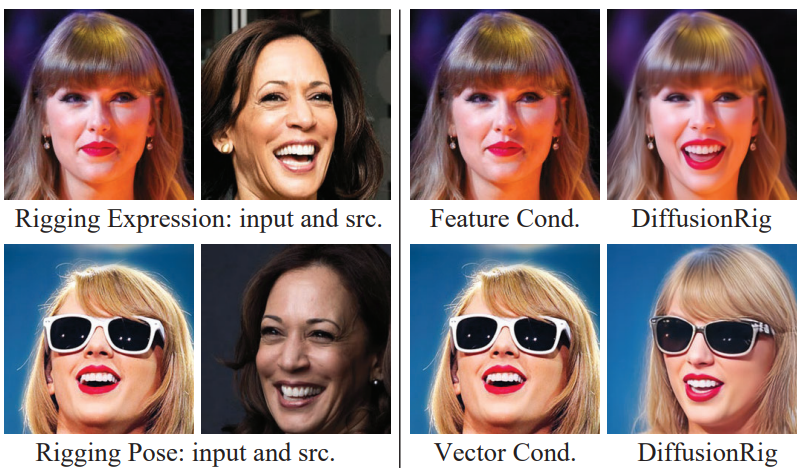 Rigging Expression: input and src.
Feature Cond.
DiffusionRig
Rigging Pose: input and src.
Vector Cond.
DiffusionRig